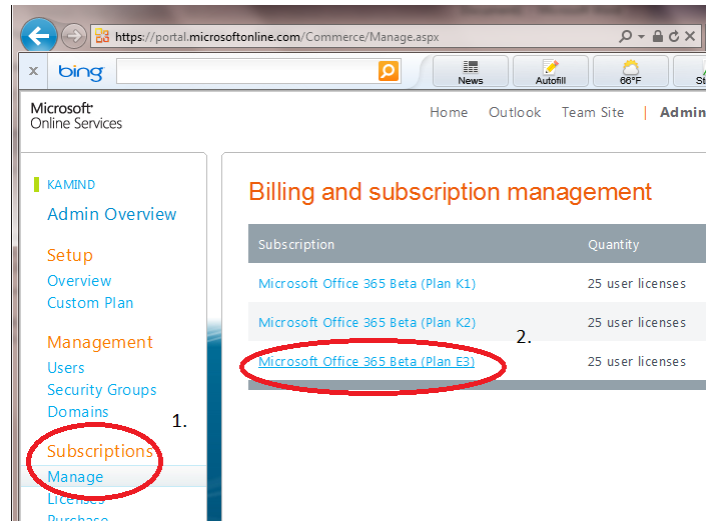 https://portal.microsoftonline.com/Commerce/Manage.aspx
x bing News Autofill 66°F
Microsoft
Online Services
Home Outlook Team Site | Admin
KAMIND
Admin Overview
Setup
Overview
Custom Plan
Management
Users
Security Groups
Domains
1.
Subscriptions
Manage
Licenses
Purchase
Billing and subscription management
Subscription Quantity
Microsoft Office 365 Beta (Plan K1) 25 user licenses
Microsoft Office 365 Beta (Plan K2) 25 user licenses
2.
Microsoft Office 365 Beta (Plan E3) 25 user licenses